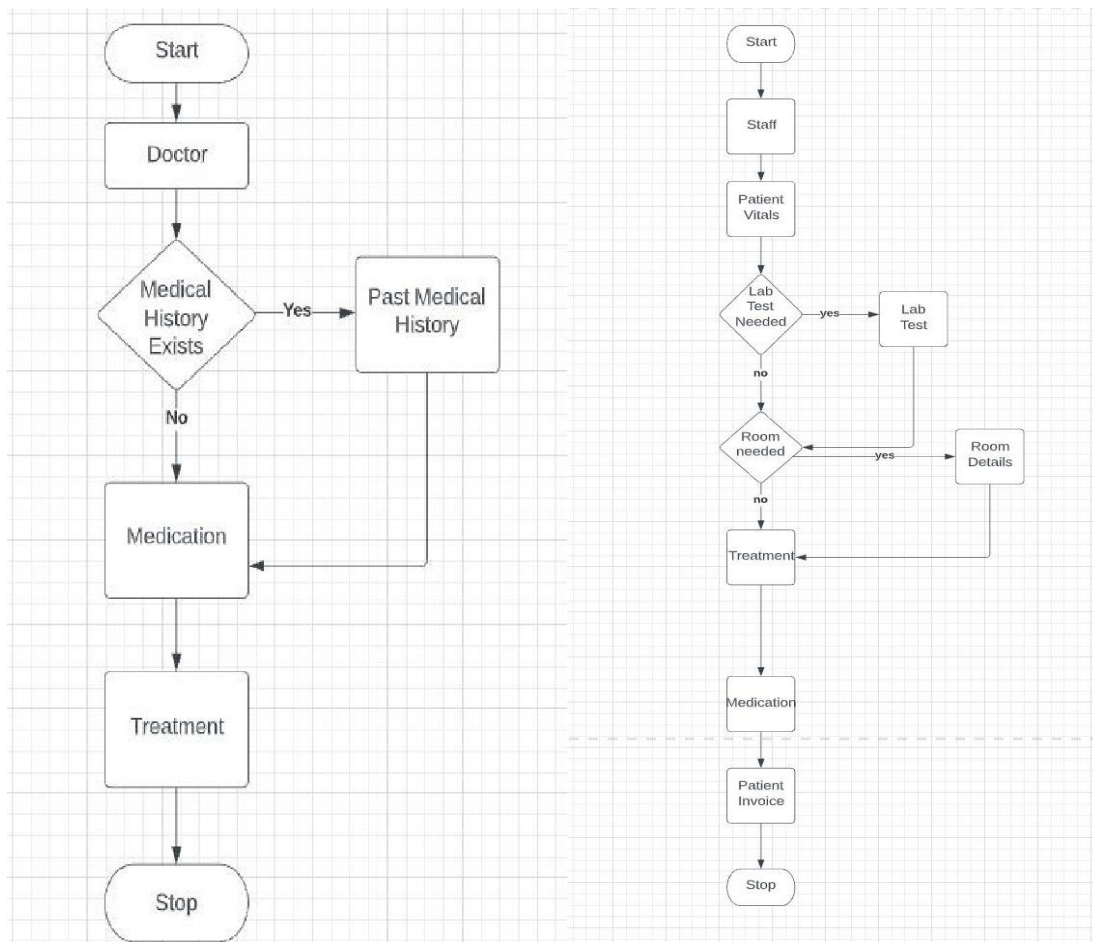 Start
Doctor
Medical
History
Exists
Yes
Past Medical
History
No
Medication
Treatment
Stop
Start
Staff
Patient
Vitals
Lab
Test
Needed
yes
Lab
Test
no
Room
needed
yes
Room
Details
no
Treatment
Medication
Patient
Invoice
Stop